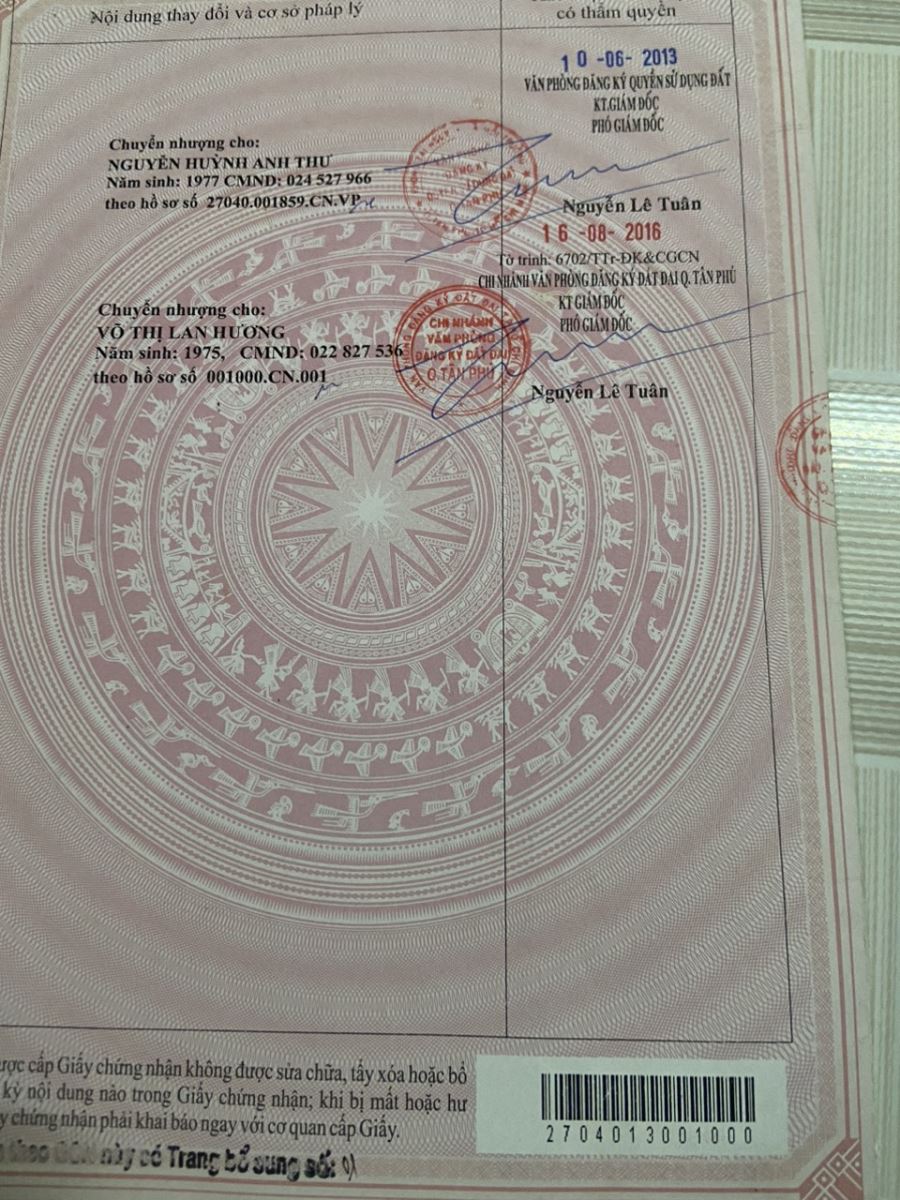 Nội dung thay đổi và cơ sở pháp lý
có thẩm quyền
10 -06- 2013
VĂN PHÒNG ĐĂNG KÝ QUYỀN SỬ DỤNG ĐẤT
KT.GIÁM ĐỐC
PHÓ GIÁM ĐỐC
Chuyển nhượng cho:
NGUYỄN HUỲNH ANH THƯ
Năm sinh: 1977 CMND: 024 527 966
theo hồ sơ số 27040.001859.CN.VP
Nguyễn Lê Tuân
16 -08- 2016
Tờ trình: 6702/TTr-ĐK&CGCN
CHI NHÁNH VĂN PHÒNG ĐĂNG KÝ ĐẤT ĐAI Q. TÂN PHÚ
KT GIÁM ĐỐC
PHÓ GIÁM ĐỐC
Chuyển nhượng cho:
VÕ THỊ LAN HƯƠNG
Năm sinh: 1975, CMND: 022 827 536
theo hồ sơ số 001000.CN.001
CHI NHÁNH
VĂN PHÒNG
ĐĂNG KÝ ĐẤT ĐAI
Q.TÂN PHÚ
Nguyễn Lê Tuân
được cấp Giấy chứng nhận không được sửa chữa, tẩy xóa hoặc bổ
kỳ nội dung nào trong Giấy chứng nhận; khi bị mất hoặc hư
chứng nhận phải khai báo ngay với cơ quan cấp Giấy.
2704013001000
theo GCN này có Trang bổ sung số: